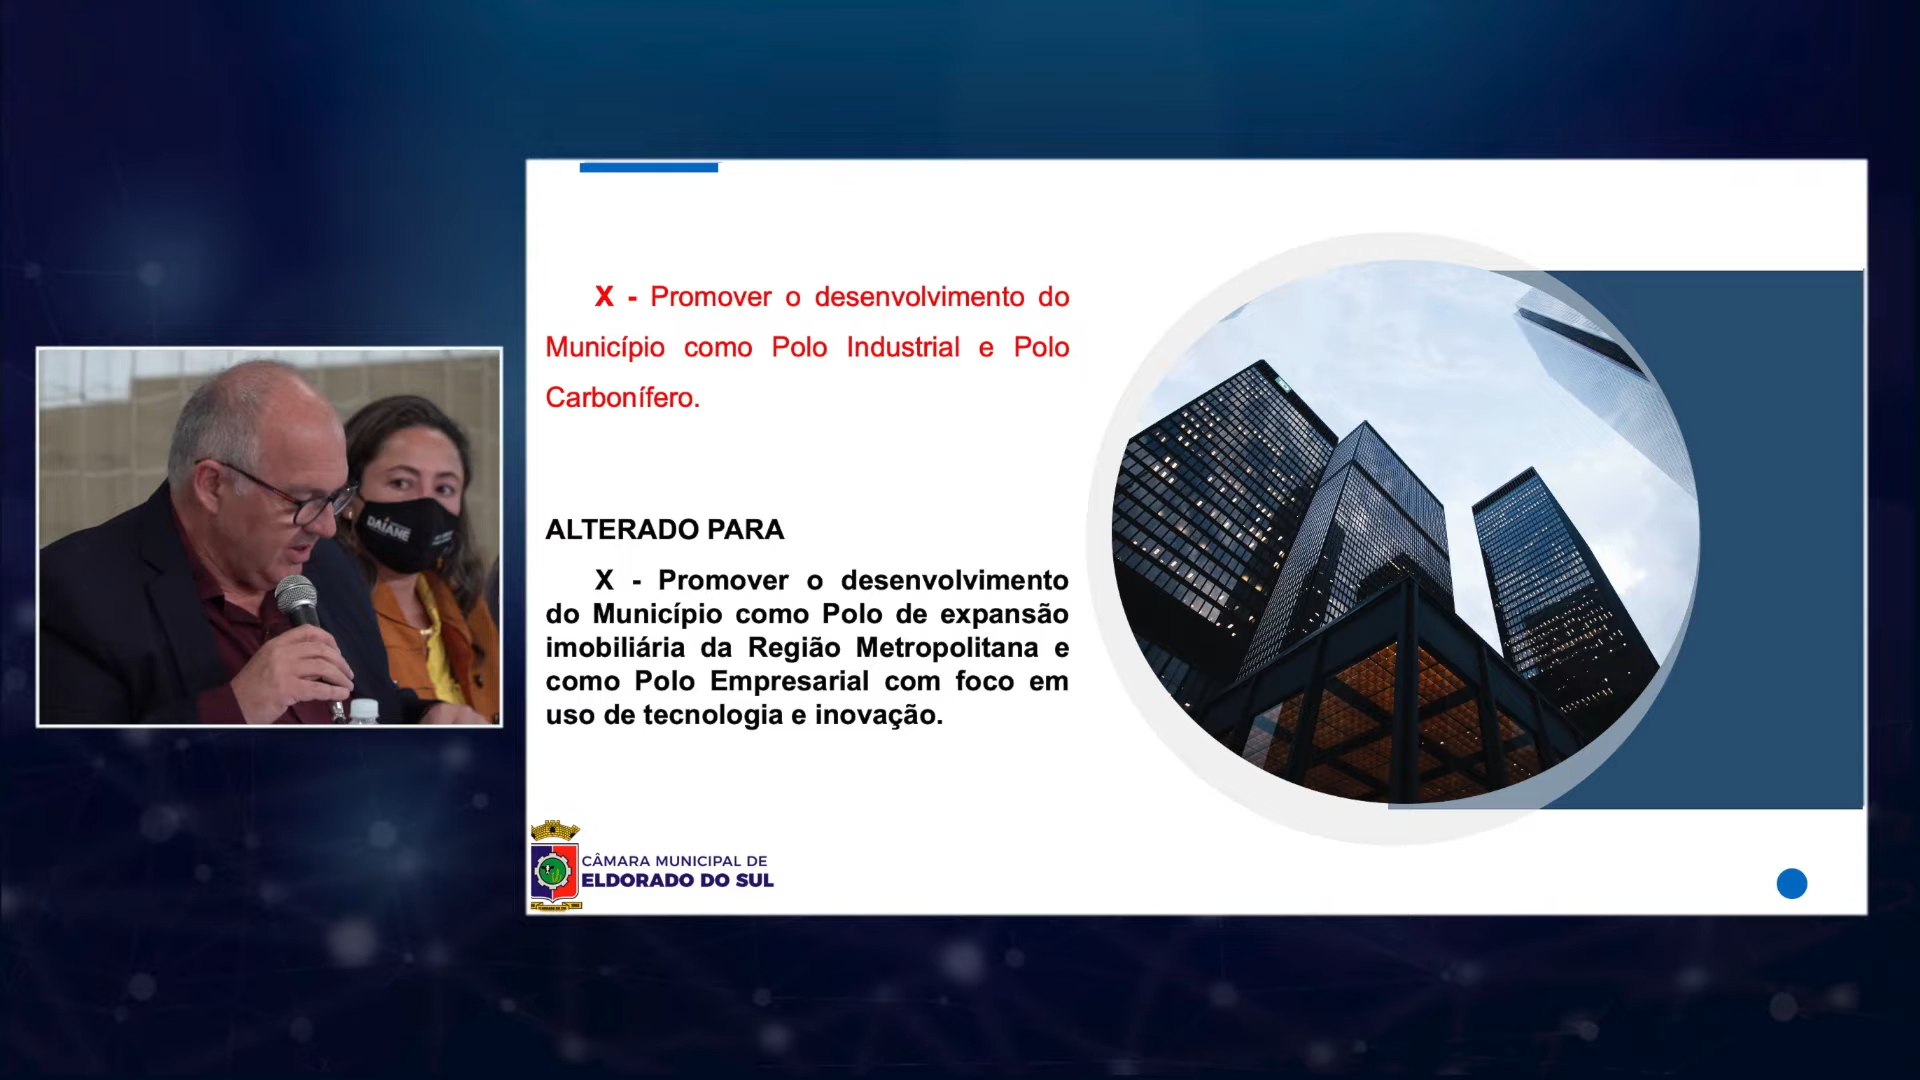 X - Promover o desenvolvimento do
Município como Polo Industrial e Polo
Carbonífero.
ALTERADO PARA
X - Promover o desenvolvimento
do Município como Polo de expansão
imobiliária da Região Metropolitana e
como Polo Empresarial com foco em
uso de tecnologia e inovação.
DAIANE
CÂMARA MUNICIPAL DE
ELDORADO DO SUL